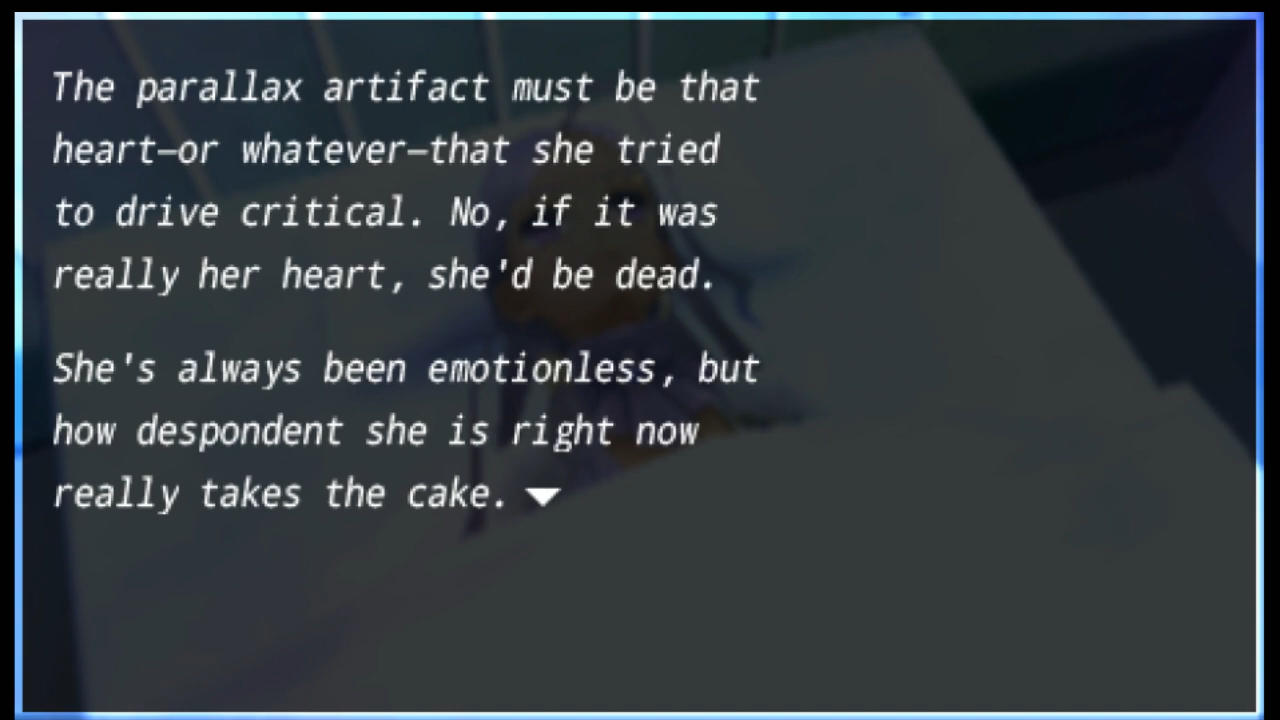 The parallax artifact must be that
heart—or whatever—that she tried
to drive critical. No, if it was
really her heart, she'd be dead.
She's always been emotionless, but
how despondent she is right now
really takes the cake.